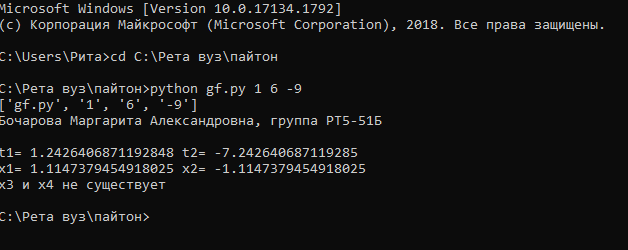 Microsoft Windows [Version 10.0.17134.1792]
(c) Корпорация Майкрософт (Microsoft Corporation), 2018. Все права защищены.
C:\Users\Рита>cd C:\Рета вуз\пайтон
C:\Рета вуз\пайтон>python gf.py 1 6 -9
['gf.py', '1', '6', '-9']
Бочарова Маргарита Александровна, группа РТ5-51Б
t1= 1.2426406871192848 t2= -7.242640687119285
x1= 1.1147379454918025 x2= -1.1147379454918025
x3 и x4 не существует
C:\Рета вуз\пайтон>